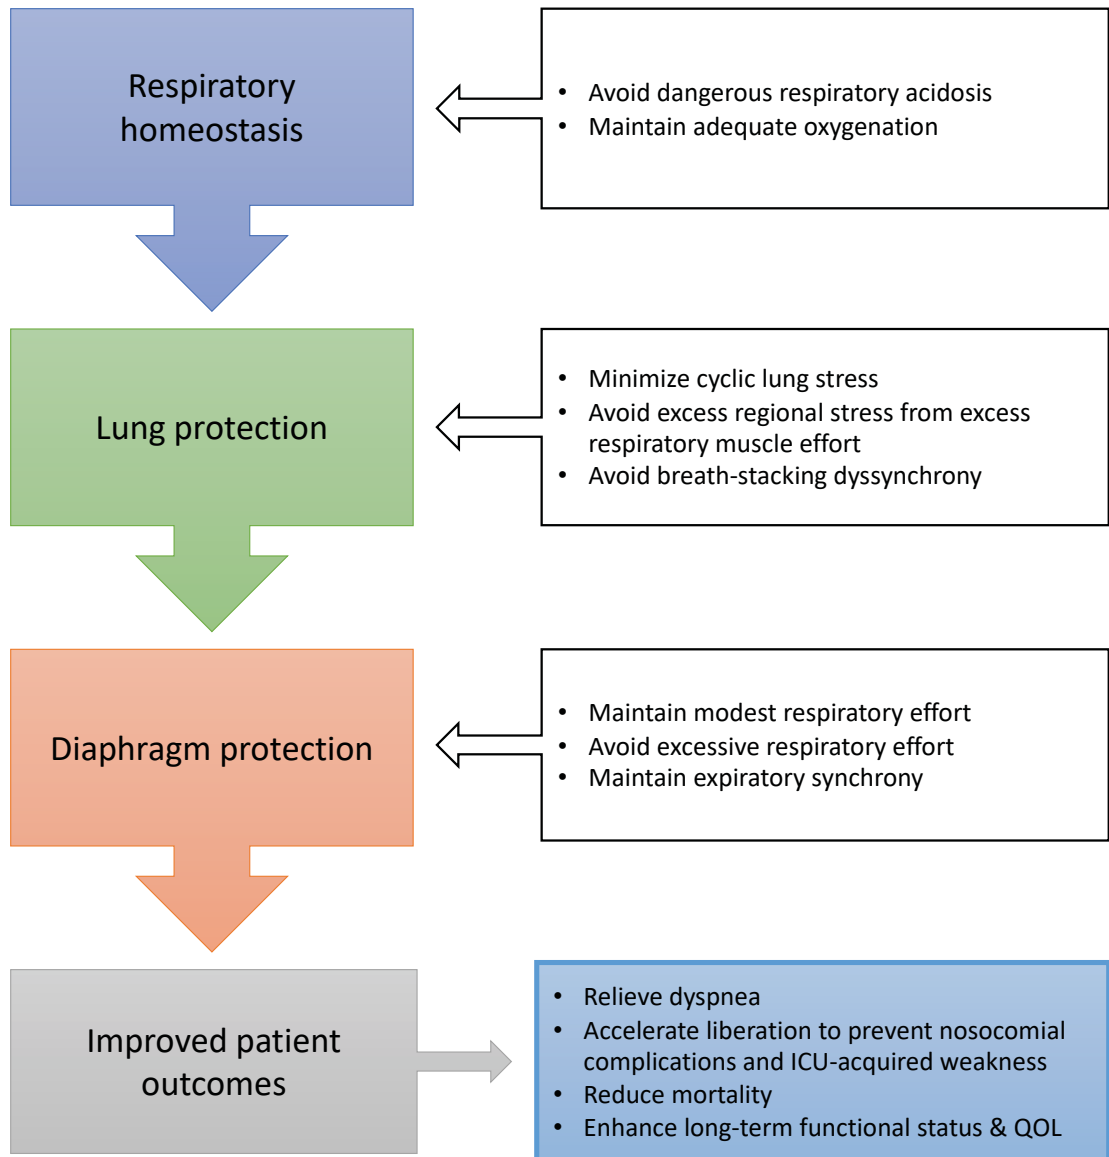 Respiratory
homeostasis
• Avoid dangerous respiratory acidosis
• Maintain adequate oxygenation
Lung protection
• Minimize cyclic lung stress
• Avoid excess regional stress from excess
respiratory muscle effort
• Avoid breath-stacking dyssynchrony
Diaphragm protection
• Maintain modest respiratory effort
• Avoid excessive respiratory effort
• Maintain expiratory synchrony
Improved patient
outcomes
• Relieve dyspnea
• Accelerate liberation to prevent nosocomial
complications and ICU-acquired weakness
• Reduce mortality
• Enhance long-term functional status & QOL